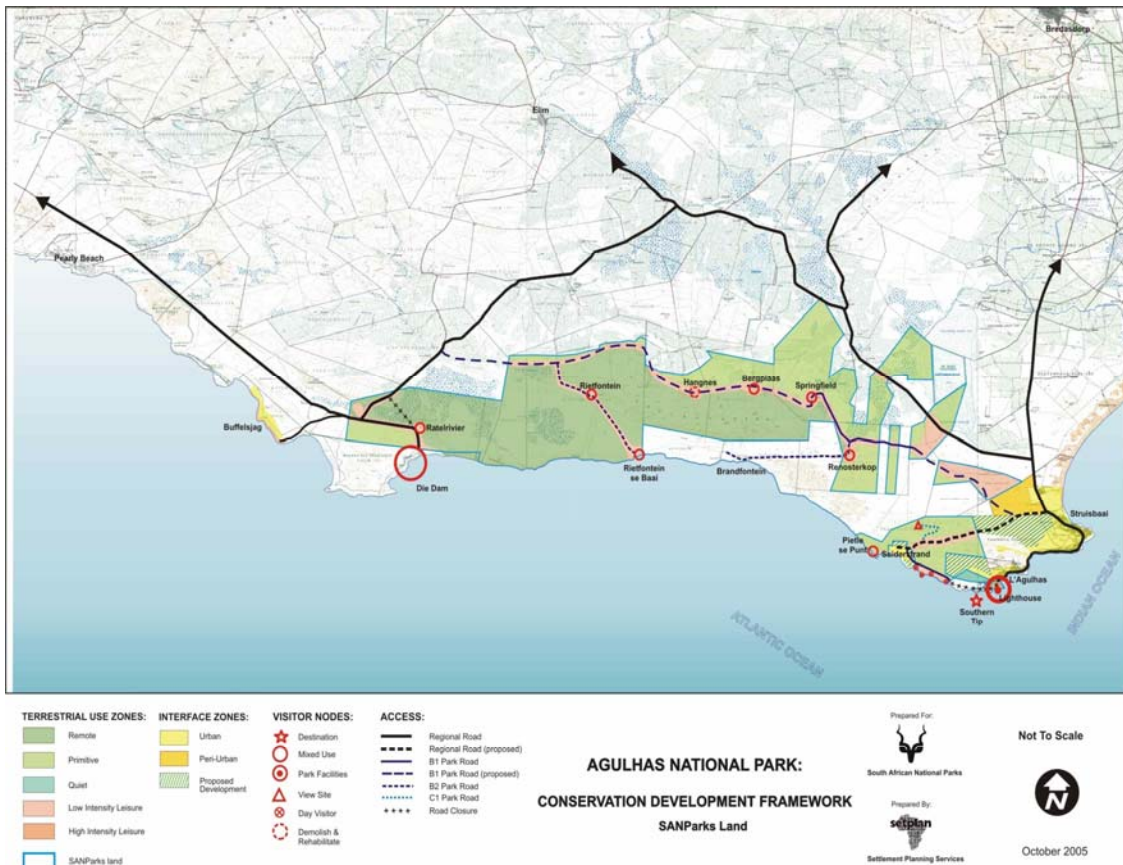 Bredasdorp
Elm
Pearly Beach
Rietfontein
Hangnes
Bergplaas
Springfield
Buffelsjag
Ratelrivier
Die Dam
Rietfontein
se Baai
Brandfontein
Renosterkop
Struisbaai
Pietie
se Punt
Suiderstrand
L'Agulhas
Lighthouse
Southern
Tip
ATLANTIC OCEAN
INDIAN OCEAN
TERRESTRIAL USE ZONES:
Remote
Primitive
Quiet
Low Intensity Leisure
High Intensity Leisure
SANParks land
INTERFACE ZONES:
Urban
Peri-Urban
Proposed
Development
VISITOR NODES:
Destination
Mixed Use
Park Facilities
View Site
Day Visitor
Demolish &
Rehabilitate
ACCESS:
Regional Road
Regional Road (proposed)
B1 Park Road
B1 Park Road (proposed)
B2 Park Road
C1 Park Road
Road Closure
AGULHAS NATIONAL PARK:
CONSERVATION DEVELOPMENT FRAMEWORK
SANParks Land
Prepared For:
South African National Parks
Prepared By:
setplan
Settlement Planning Services
Not To Scale
N
October 2005